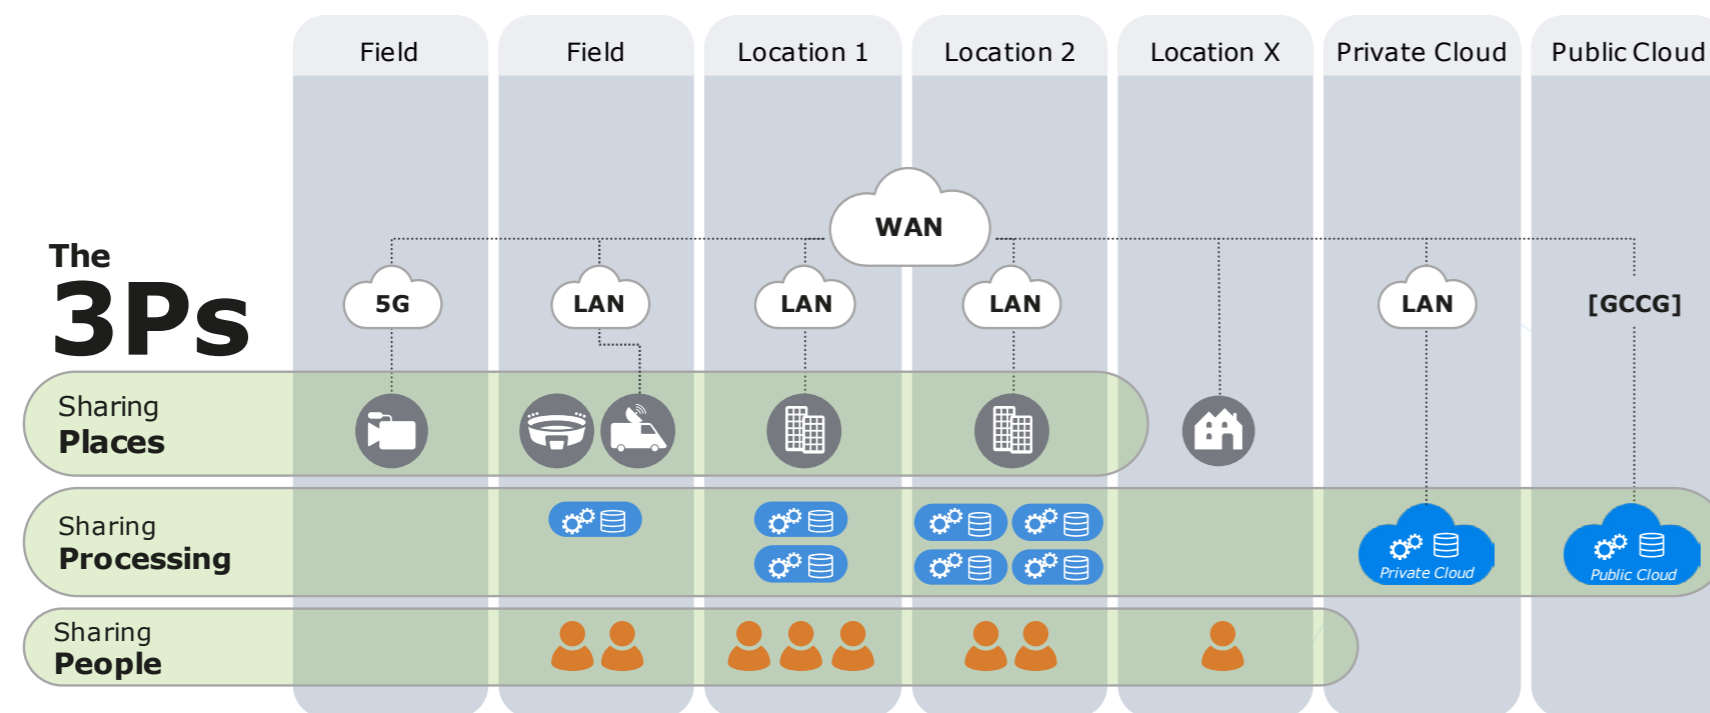 Field
Field
Location 1
Location 2
Location X
Private Cloud
Public Cloud
WAN
The
3Ps
5G
LAN
LAN
LAN
LAN
[GCCG]
Sharing
Places
Sharing
Processing
Private Cloud
Public Cloud
Sharing
People